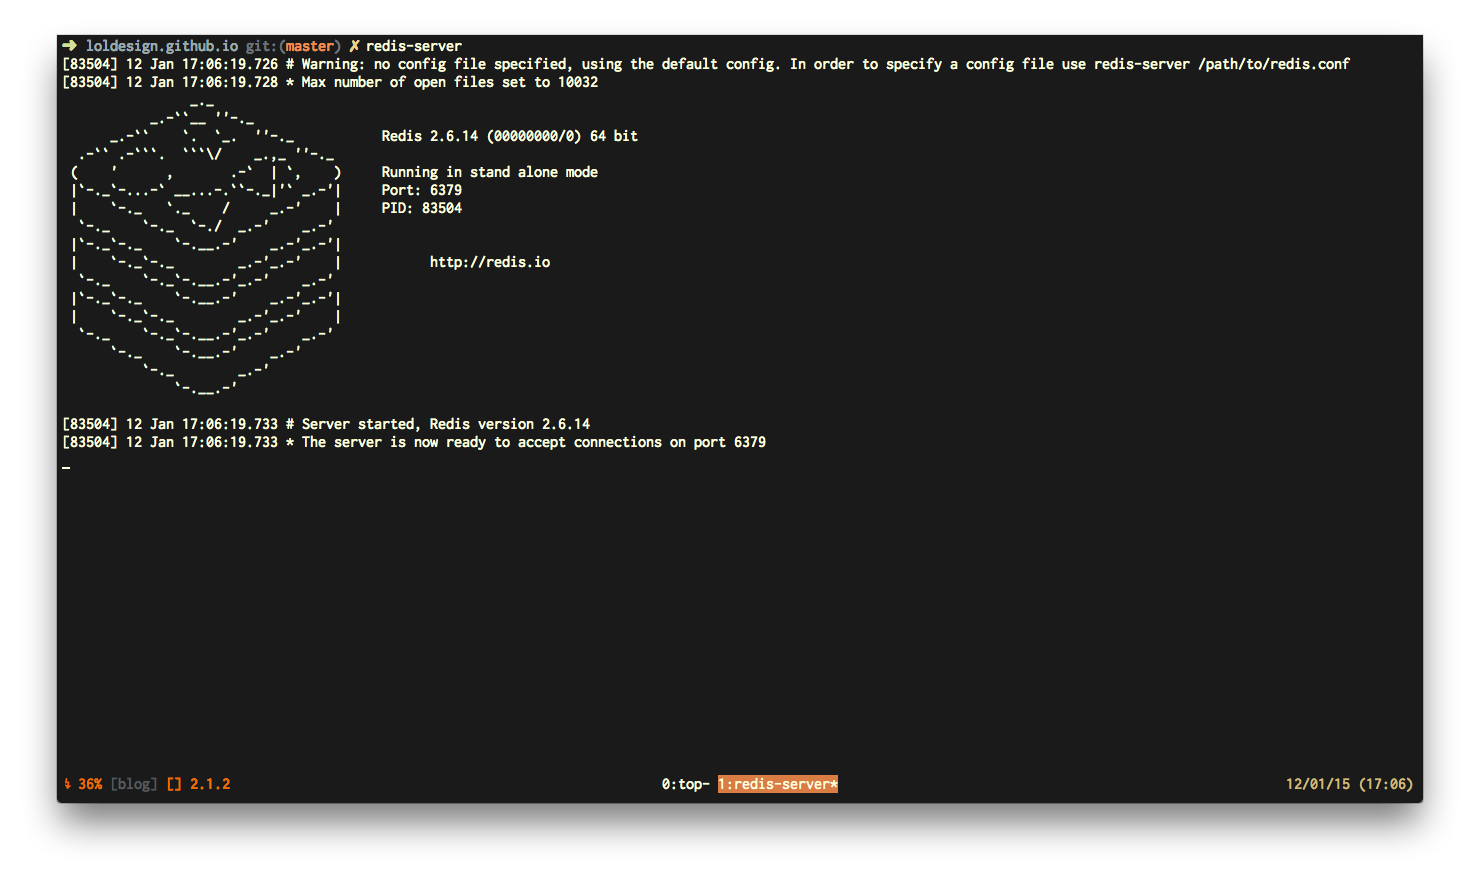 ➜ loldesign.github.io git:(master) ✗ redis-server
[83504] 12 Jan 17:06:19.726 # Warning: no config file specified, using the default config. In order to specify a config file use redis-server /path/to/redis.conf
[83504] 12 Jan 17:06:19.728 * Max number of open files set to 10032
Redis 2.6.14 (00000000/0) 64 bit
Running in stand alone mode
Port: 6379
PID: 83504
http://redis.io
[83504] 12 Jan 17:06:19.733 # Server started, Redis version 2.6.14
[83504] 12 Jan 17:06:19.733 * The server is now ready to accept connections on port 6379
36% [blog] [] 2.1.2 0:top- 1:redis-server* 12/01/15 (17:06)